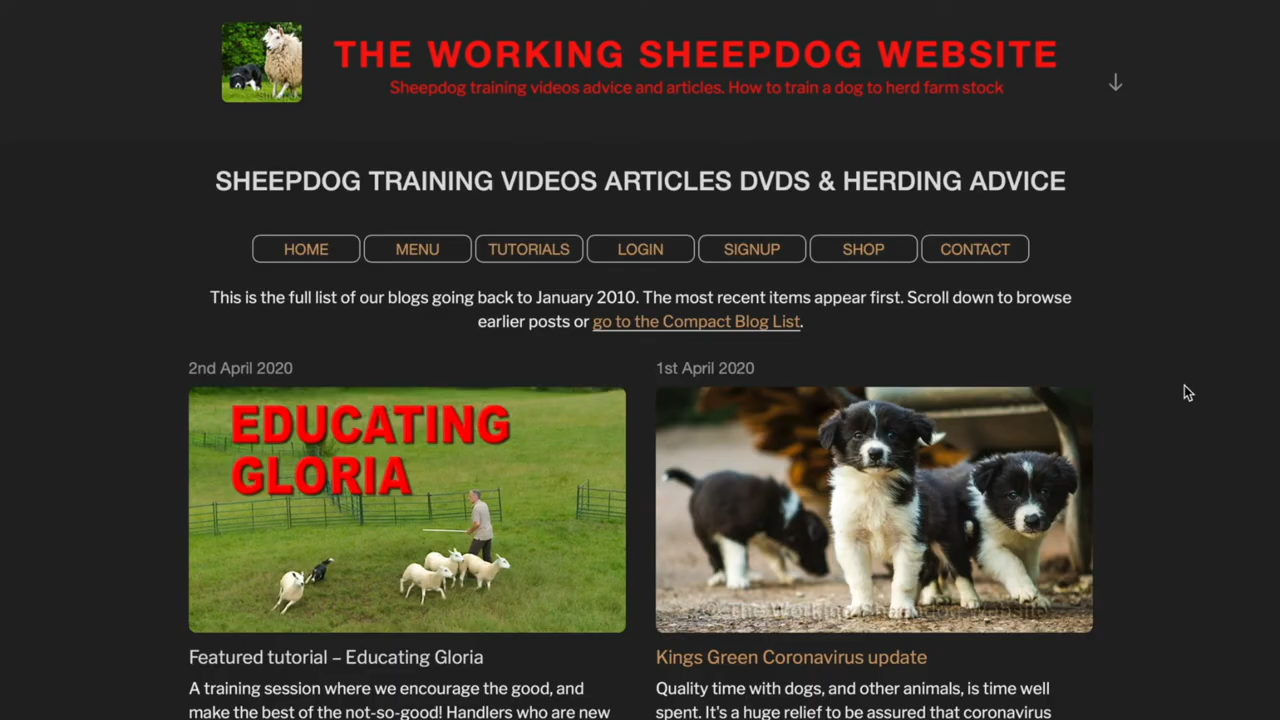 THE WORKING SHEEPDOG WEBSITE
Sheepdog training videos advice and articles. How to train a dog to herd farm stock
SHEEPDOG TRAINING VIDEOS ARTICLES DVDS & HERDING ADVICE
HOME MENU TUTORIALS LOGIN SIGNUP SHOP CONTACT
This is the full list of our blogs going back to January 2010. The most recent items appear first. Scroll down to browse
earlier posts or go to the Compact Blog List.
2nd April 2020
EDUCATING
GLORIA
Featured tutorial – Educating Gloria
A training session where we encourage the good, and
make the best of the not-so-good! Handlers who are new
1st April 2020
© The Working Sheepdog Website
Kings Green Coronavirus update
Quality time with dogs, and other animals, is time well
spent. It's a huge relief to be assured that coronavirus